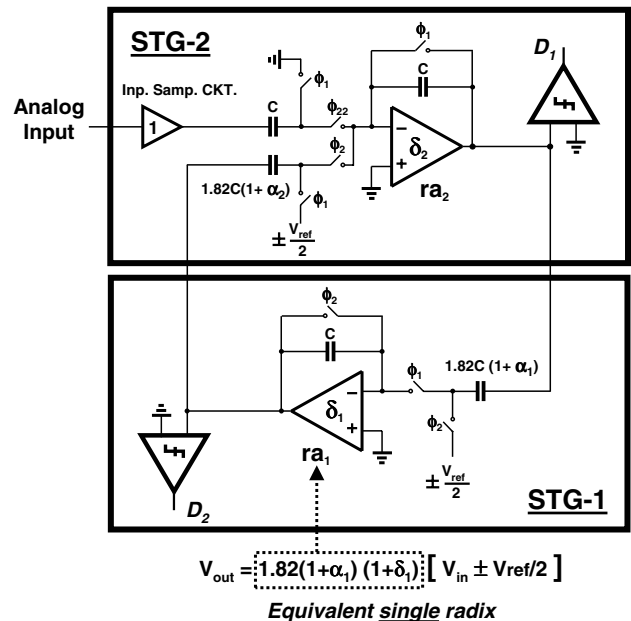 STG-2
D₁
Inp. Samp. CKT.
ϕ₁
ϕ₁
C
Analog
Input
1
C
ϕ₂₂
ϕ₂
−
+
δ₂
ra₂
1.82C(1+ α₂)
ϕ₁
± Vref/2
ϕ₂
C
1.82C (1+ α₁)
ϕ₁
−
+
δ₁
ϕ₂
ra₁
± Vref/2
D₂
STG-1
Vout = 1.82(1+α₁) (1+δ₁) [ Vin ± Vref/2 ]
Equivalent single radix